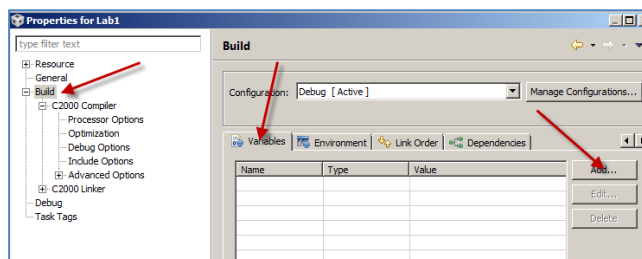 Properties for Lab1
type filter text
Build
Resource
General
Build
C2000 Compiler
Processor Options
Optimization
Debug Options
Include Options
Advanced Options
C2000 Linker
Debug
Task Tags
Configuration: Debug [ Active ] Manage Configurations...
Variables Environment Link Order Dependencies
Name Type Value
Add...
Edit...
Delete